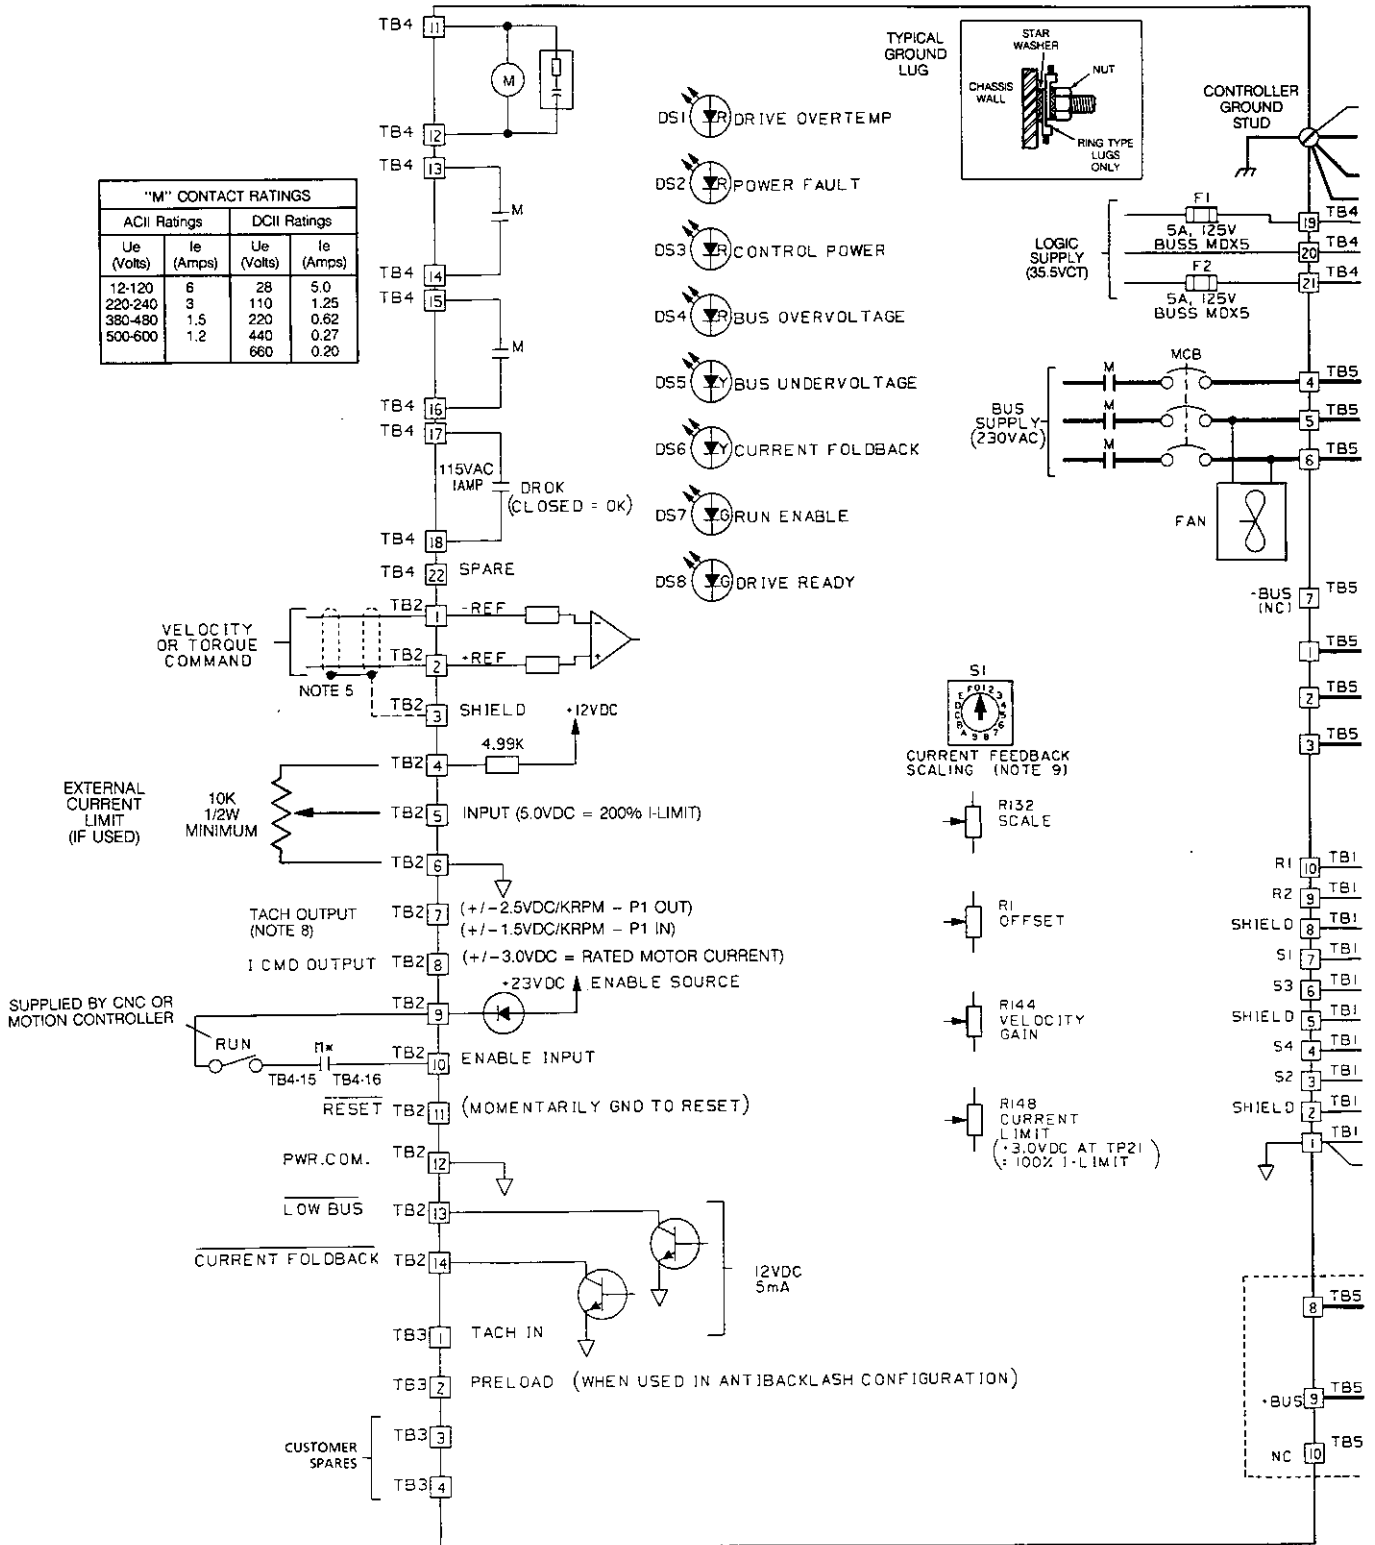 TB4 11
M
TB4 12
TB4 13
M
TB4 14
TB4 15
M
TB4 16
TB4 17
115VAC
1AMP
DROK
(CLOSED = OK)
TB4 18
TB4 22 SPARE
"M" CONTACT RATINGS
ACII Ratings DCII Ratings
Ue (Volts) Ie (Amps) Ue (Volts) Ie (Amps)
12-120 6 28 5.0
220-240 3 110 1.25
380-480 1.5 220 0.62
500-600 1.2 440 0.27
660 0.20
DS1 R DRIVE OVERTEMP
DS2 R POWER FAULT
DS3 R CONTROL POWER
DS4 R BUS OVERVOLTAGE
DS5 Y BUS UNDERVOLTAGE
DS6 Y CURRENT FOLDBACK
DS7 G RUN ENABLE
DS8 G DRIVE READY
TYPICAL
GROUND
LUG
STAR
WASHER
NUT
CHASSIS
WALL
RING TYPE
LUGS
ONLY
CONTROLLER
GROUND
STUD
LOGIC
SUPPLY
(35.5VCT)
F1
5A, 125V
BUSS MDX5
F2
5A, 125V
BUSS MDX5
19 TB4
20 TB4
21 TB4
BUS
SUPPLY
(230VAC)
M
M
M
MCB
4 TB5
5 TB5
6 TB5
FAN
-BUS
(NC)
7 TB5
1 TB5
2 TB5
3 TB5
VELOCITY
OR TORQUE
COMMAND
NOTE 5
TB2 1 -REF
-
+
TB2 2 +REF
TB2 3 SHIELD
+12VDC
4.99K
TB2 4
EXTERNAL
CURRENT
LIMIT
(IF USED)
10K
1/2W
MINIMUM
TB2 5 INPUT (5.0VDC = 200% I-LIMIT)
TB2 6
TACH OUTPUT
(NOTE 8)
TB2 7 (+/-2.5VDC/KRPM – P1 OUT)
(+/-1.5VDC/KRPM – P1 IN)
I CMD OUTPUT TB2 8 (+/-3.0VDC = RATED MOTOR CURRENT)
+23VDC ENABLE SOURCE
TB2 9
SUPPLIED BY CNC OR
MOTION CONTROLLER
RUN
M*
TB4-15 TB4-16
TB2 10 ENABLE INPUT
RESET TB2 11 (MOMENTARILY GND TO RESET)
PWR.COM. TB2 12
LOW BUS TB2 13
CURRENT FOLDBACK TB2 14
12VDC
5mA
TB3 1 TACH IN
TB3 2 PRELOAD (WHEN USED IN ANTIBACKLASH CONFIGURATION)
CUSTOMER
SPARES
TB3 3
TB3 4
S1
F 0 1 2 3 4 5 6 7 8 9 A B C D E
CURRENT FEEDBACK
SCALING (NOTE 9)
R132
SCALE
R1
OFFSET
R144
VELOCITY
GAIN
R148
CURRENT
LIMIT
(+3.0VDC AT TP21
= 100% I-LIMIT)
R1 10 TB1
R2 9 TB1
SHIELD 8 TB1
S1 7 TB1
S3 6 TB1
SHIELD 5 TB1
S4 4 TB1
S2 3 TB1
SHIELD 2 TB1
1 TB1
8 TB5
+BUS 9 TB5
NC 10 TB5